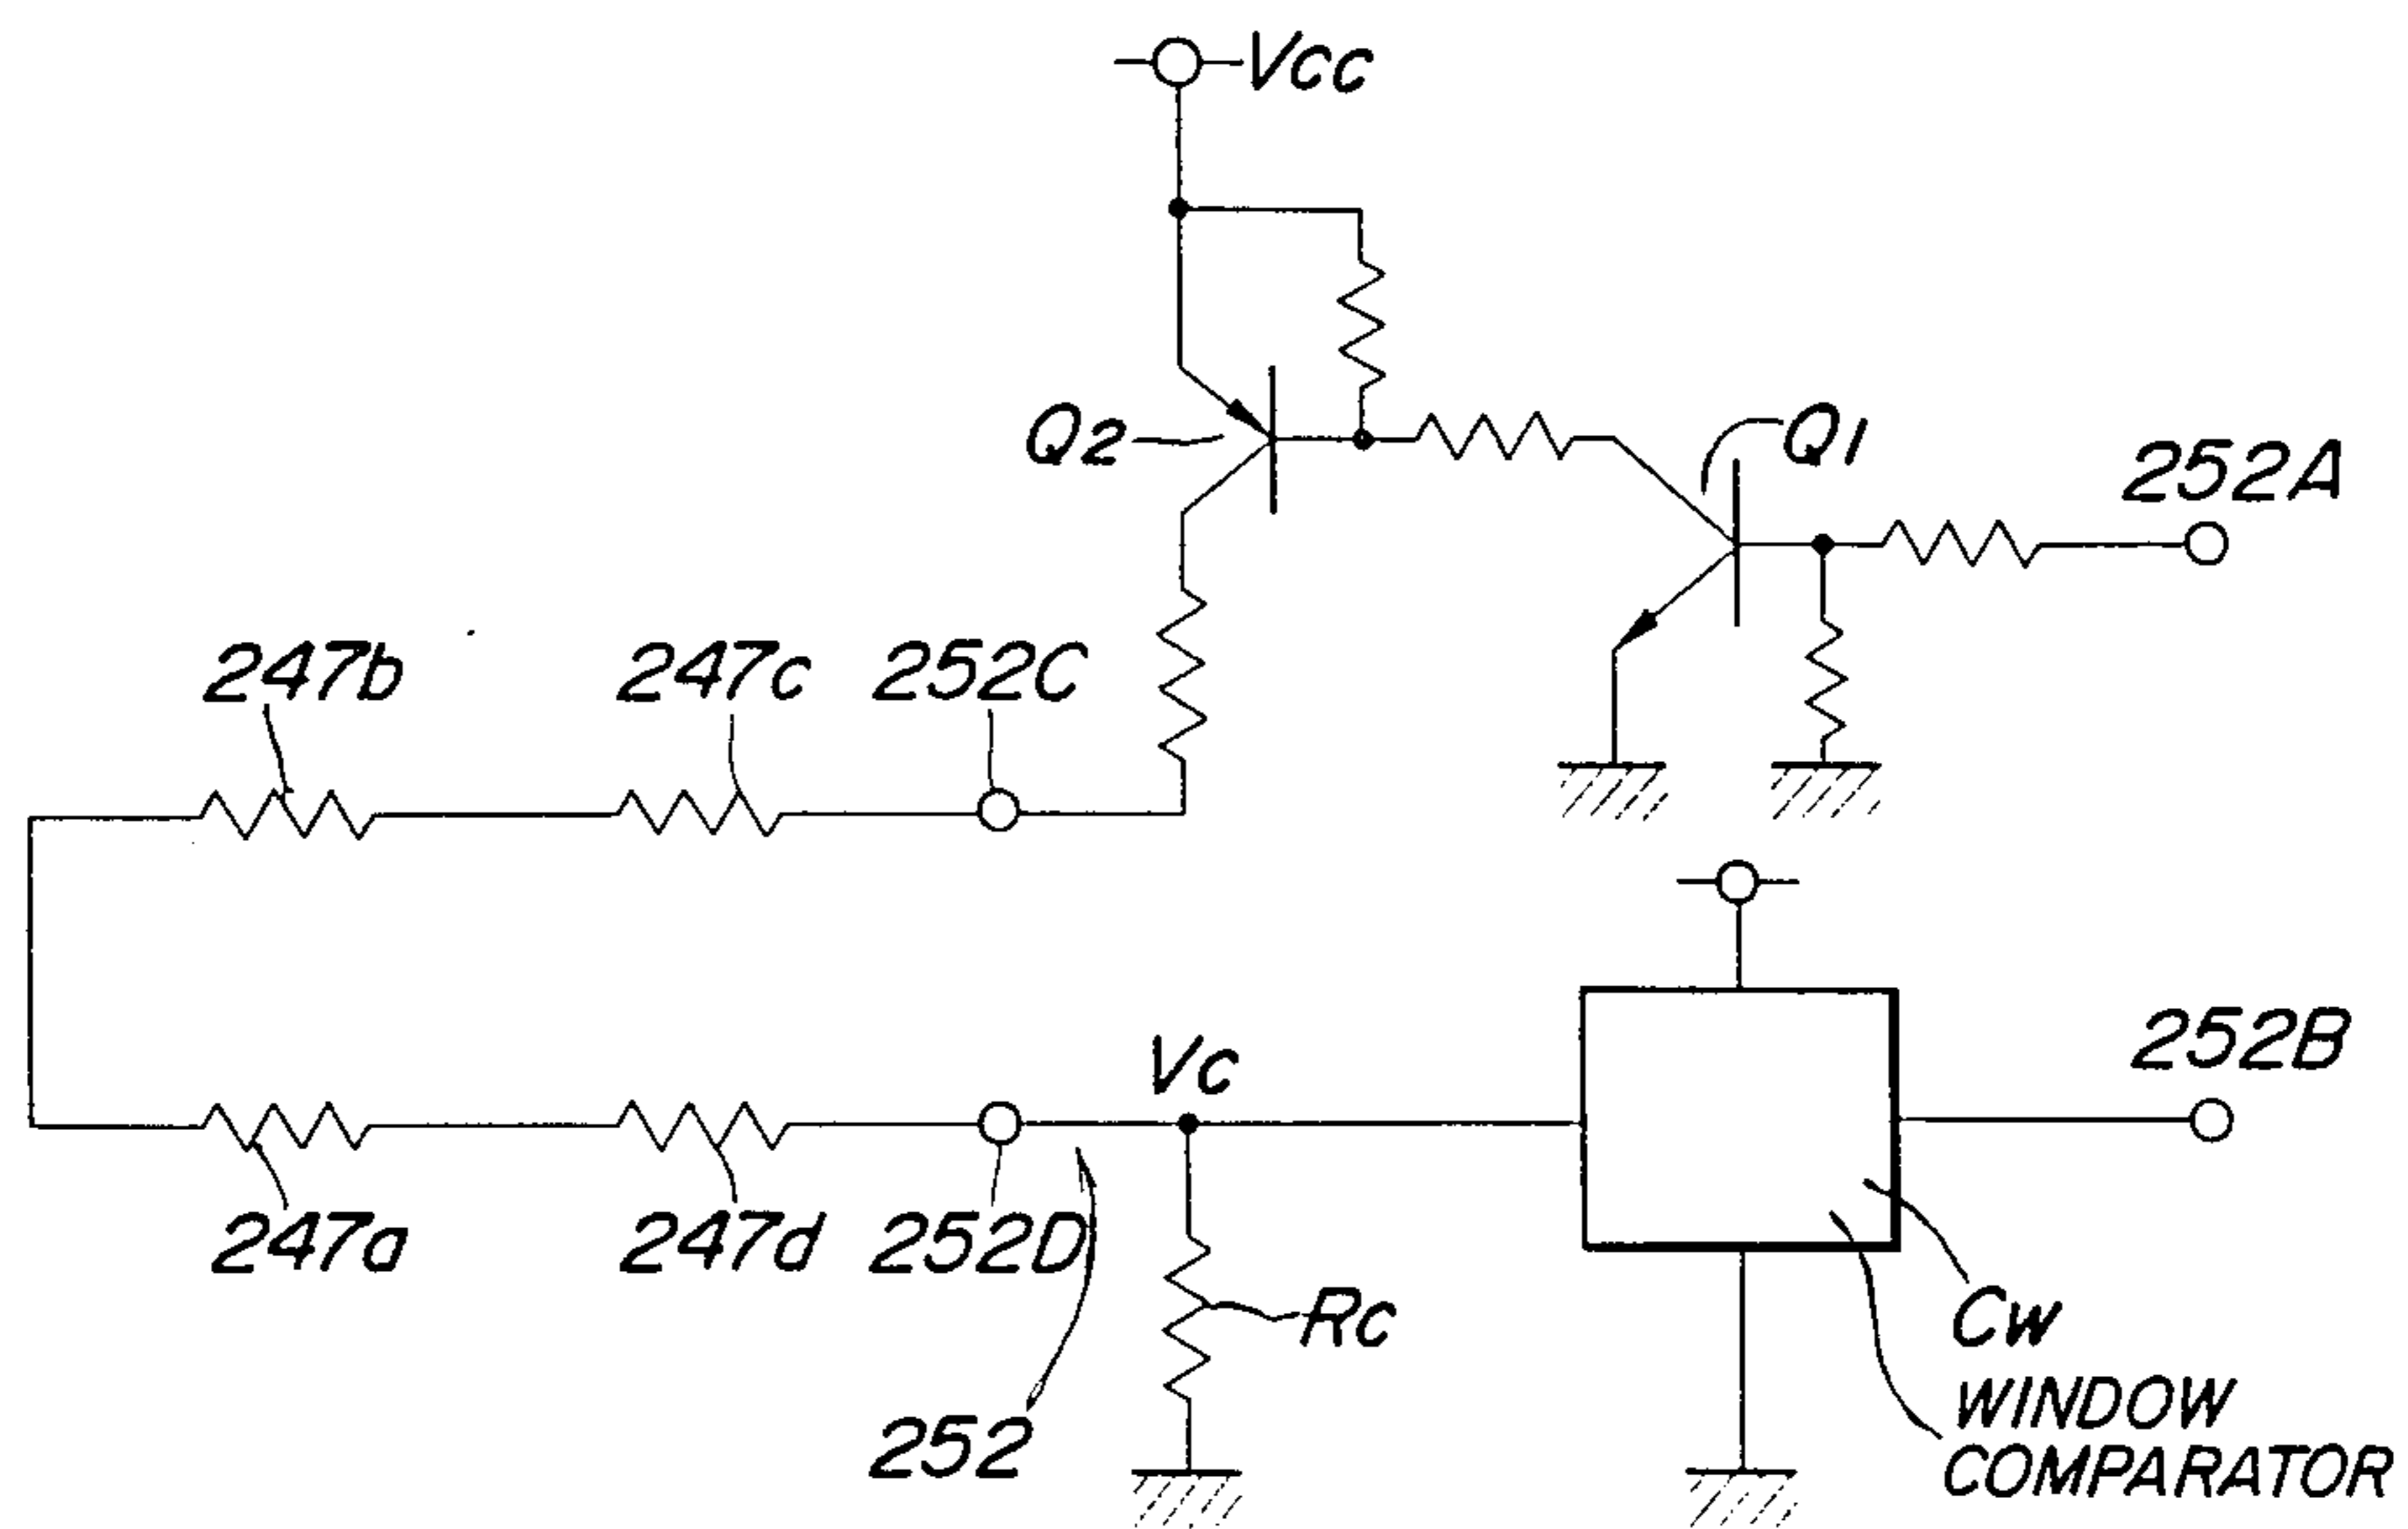 Vcc
Q2
Q1
252A
247b
247c
252C
Vc
252B
247a
247d
252D
Rc
Cw
252
WINDOW
COMPARATOR